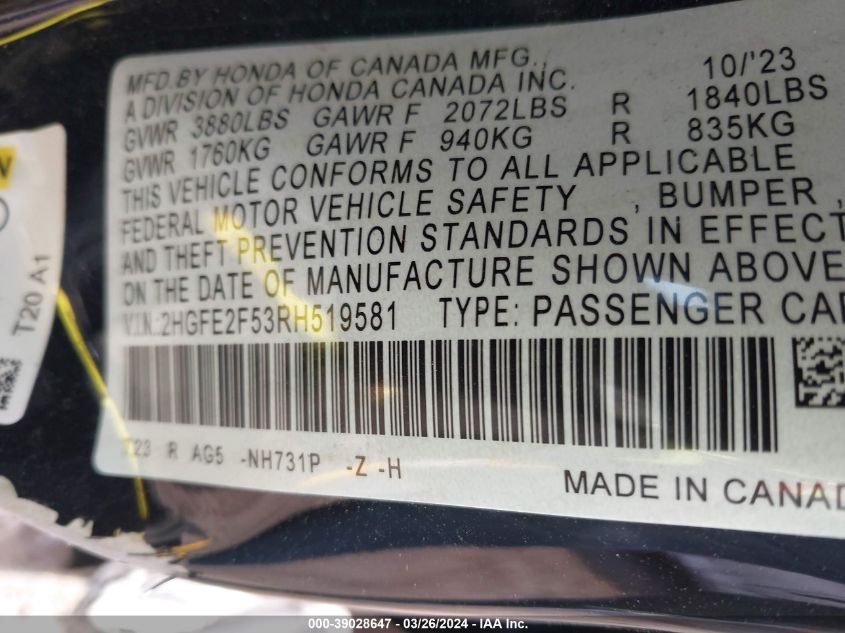 MFD.BY HONDA OF CANADA MFG., 10/'23
A DIVISION OF HONDA CANADA INC.
GVWR 3880LBS GAWR F 2072LBS R 1840LBS
GVWR 1760KG GAWR F 940KG R 835KG
THIS VEHICLE CONFORMS TO ALL APPLICABLE
FEDERAL MOTOR VEHICLE SAFETY , BUMPER ,
AND THEFT PREVENTION STANDARDS IN EFFECT
ON THE DATE OF MANUFACTURE SHOWN ABOVE
V.I.N.:2HGFE2F53RH519581 TYPE: PASSENGER CAR
T23 R AG5 -NH731P -Z -H
MADE IN CANAD
T20 A1
000-39028647 - 03/26/2024 - IAA Inc.